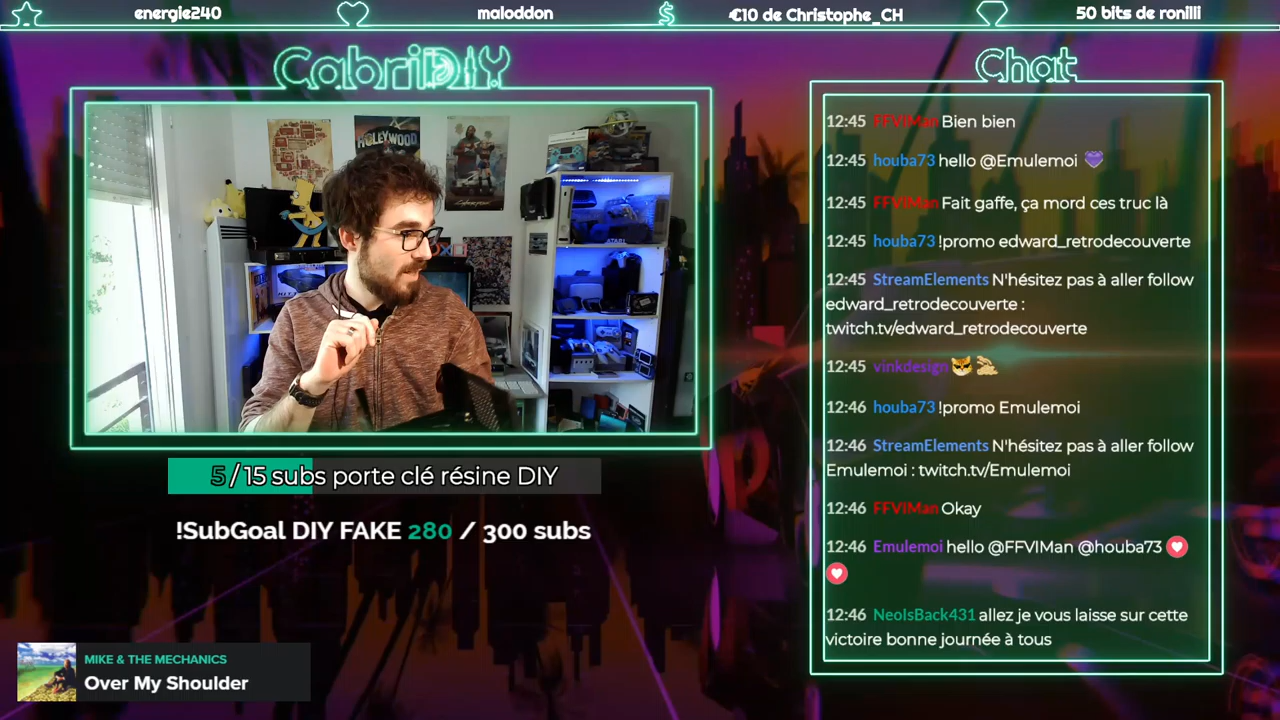 energie240
maloddon
€10 de Christophe_CH
50 bits de ronilli
CabriDIY
Chat
HOLLYWOOD
ATARI
12:45 FFVIMan Bien bien
12:45 houba73 hello @Emulemoi 💜
12:45 FFVIMan Fait gaffe, ça mord ces truc là
12:45 houba73 !promo edward_retrodecouverte
12:45 StreamElements N'hésitez pas à aller follow
edward_retrodecouverte :
twitch.tv/edward_retrodecouverte
12:45 vinkdesign
12:46 houba73 !promo Emulemoi
12:46 StreamElements N'hésitez pas à aller follow
Emulemoi : twitch.tv/Emulemoi
12:46 FFVIMan Okay
12:46 Emulemoi hello @FFVIMan @houba73
12:46 NeoIsBack431 allez je vous laisse sur cette
victoire bonne journée à tous
5 / 15 subs porte clé résine DIY
!SubGoal DIY FAKE 280 / 300 subs
MIKE & THE MECHANICS
Over My Shoulder